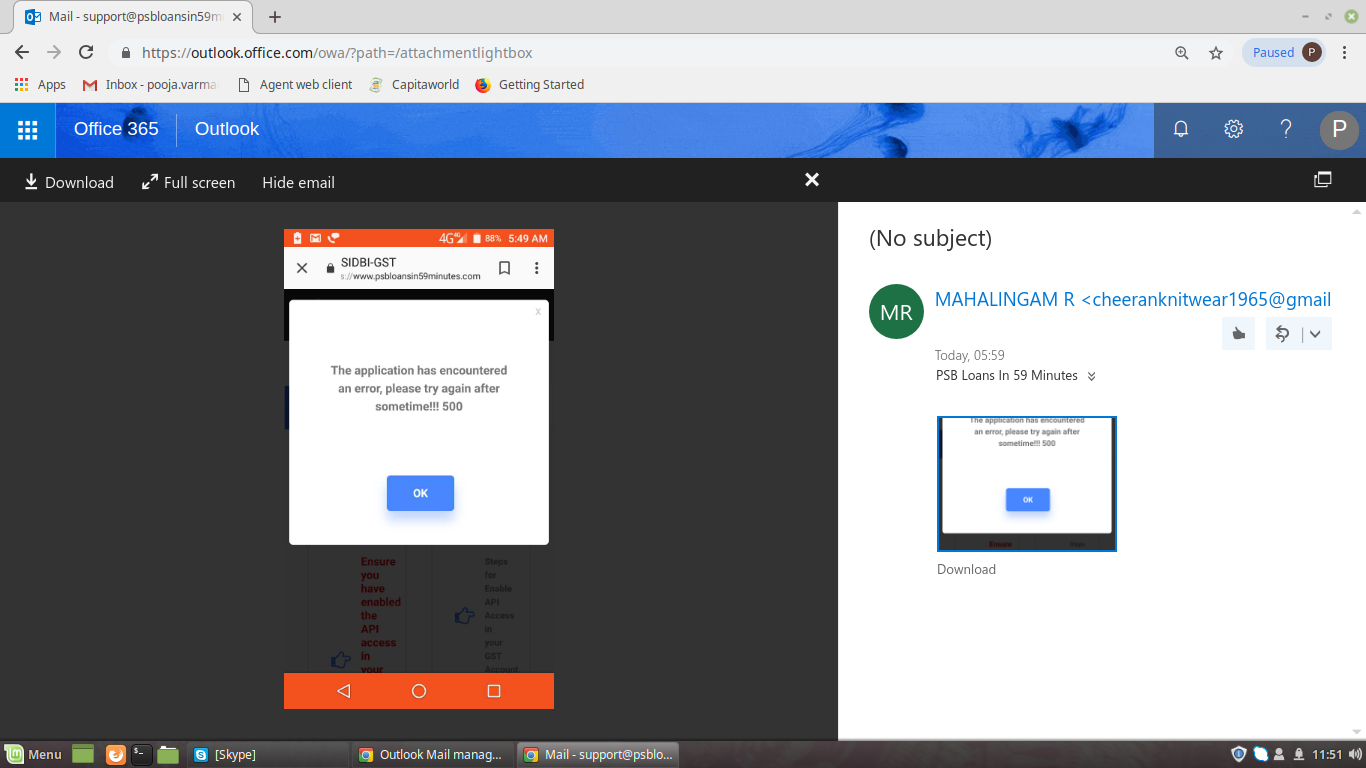 Mail - support@psbloansin59m
https://outlook.office.com/owa/?path=/attachmentlightbox
Paused
P
Apps
Inbox - pooja.varma
Agent web client
Capitaworld
Getting Started
Office 365
Outlook
?
P
Download
Full screen
Hide email
4G
88%
5:49 AM
SIDBI-GST
s://www.psbloansin59minutes.com
x
The application has encountered
an error, please try again after
sometime!!! 500
OK
Ensure
you
have
enabled
the
API
access
in
your
Steps
for
Enable
API
Access
in
your
GST
Account.
(No subject)
MR
MAHALINGAM R <cheeranknitwear1965@gmail
Today, 05:59
PSB Loans In 59 Minutes
The application has encountered
an error, please try again after
sometime!!! 500
OK
Ensure
Steps
Download
Menu
[Skype]
Outlook Mail manag...
Mail - support@psblo...
11:51